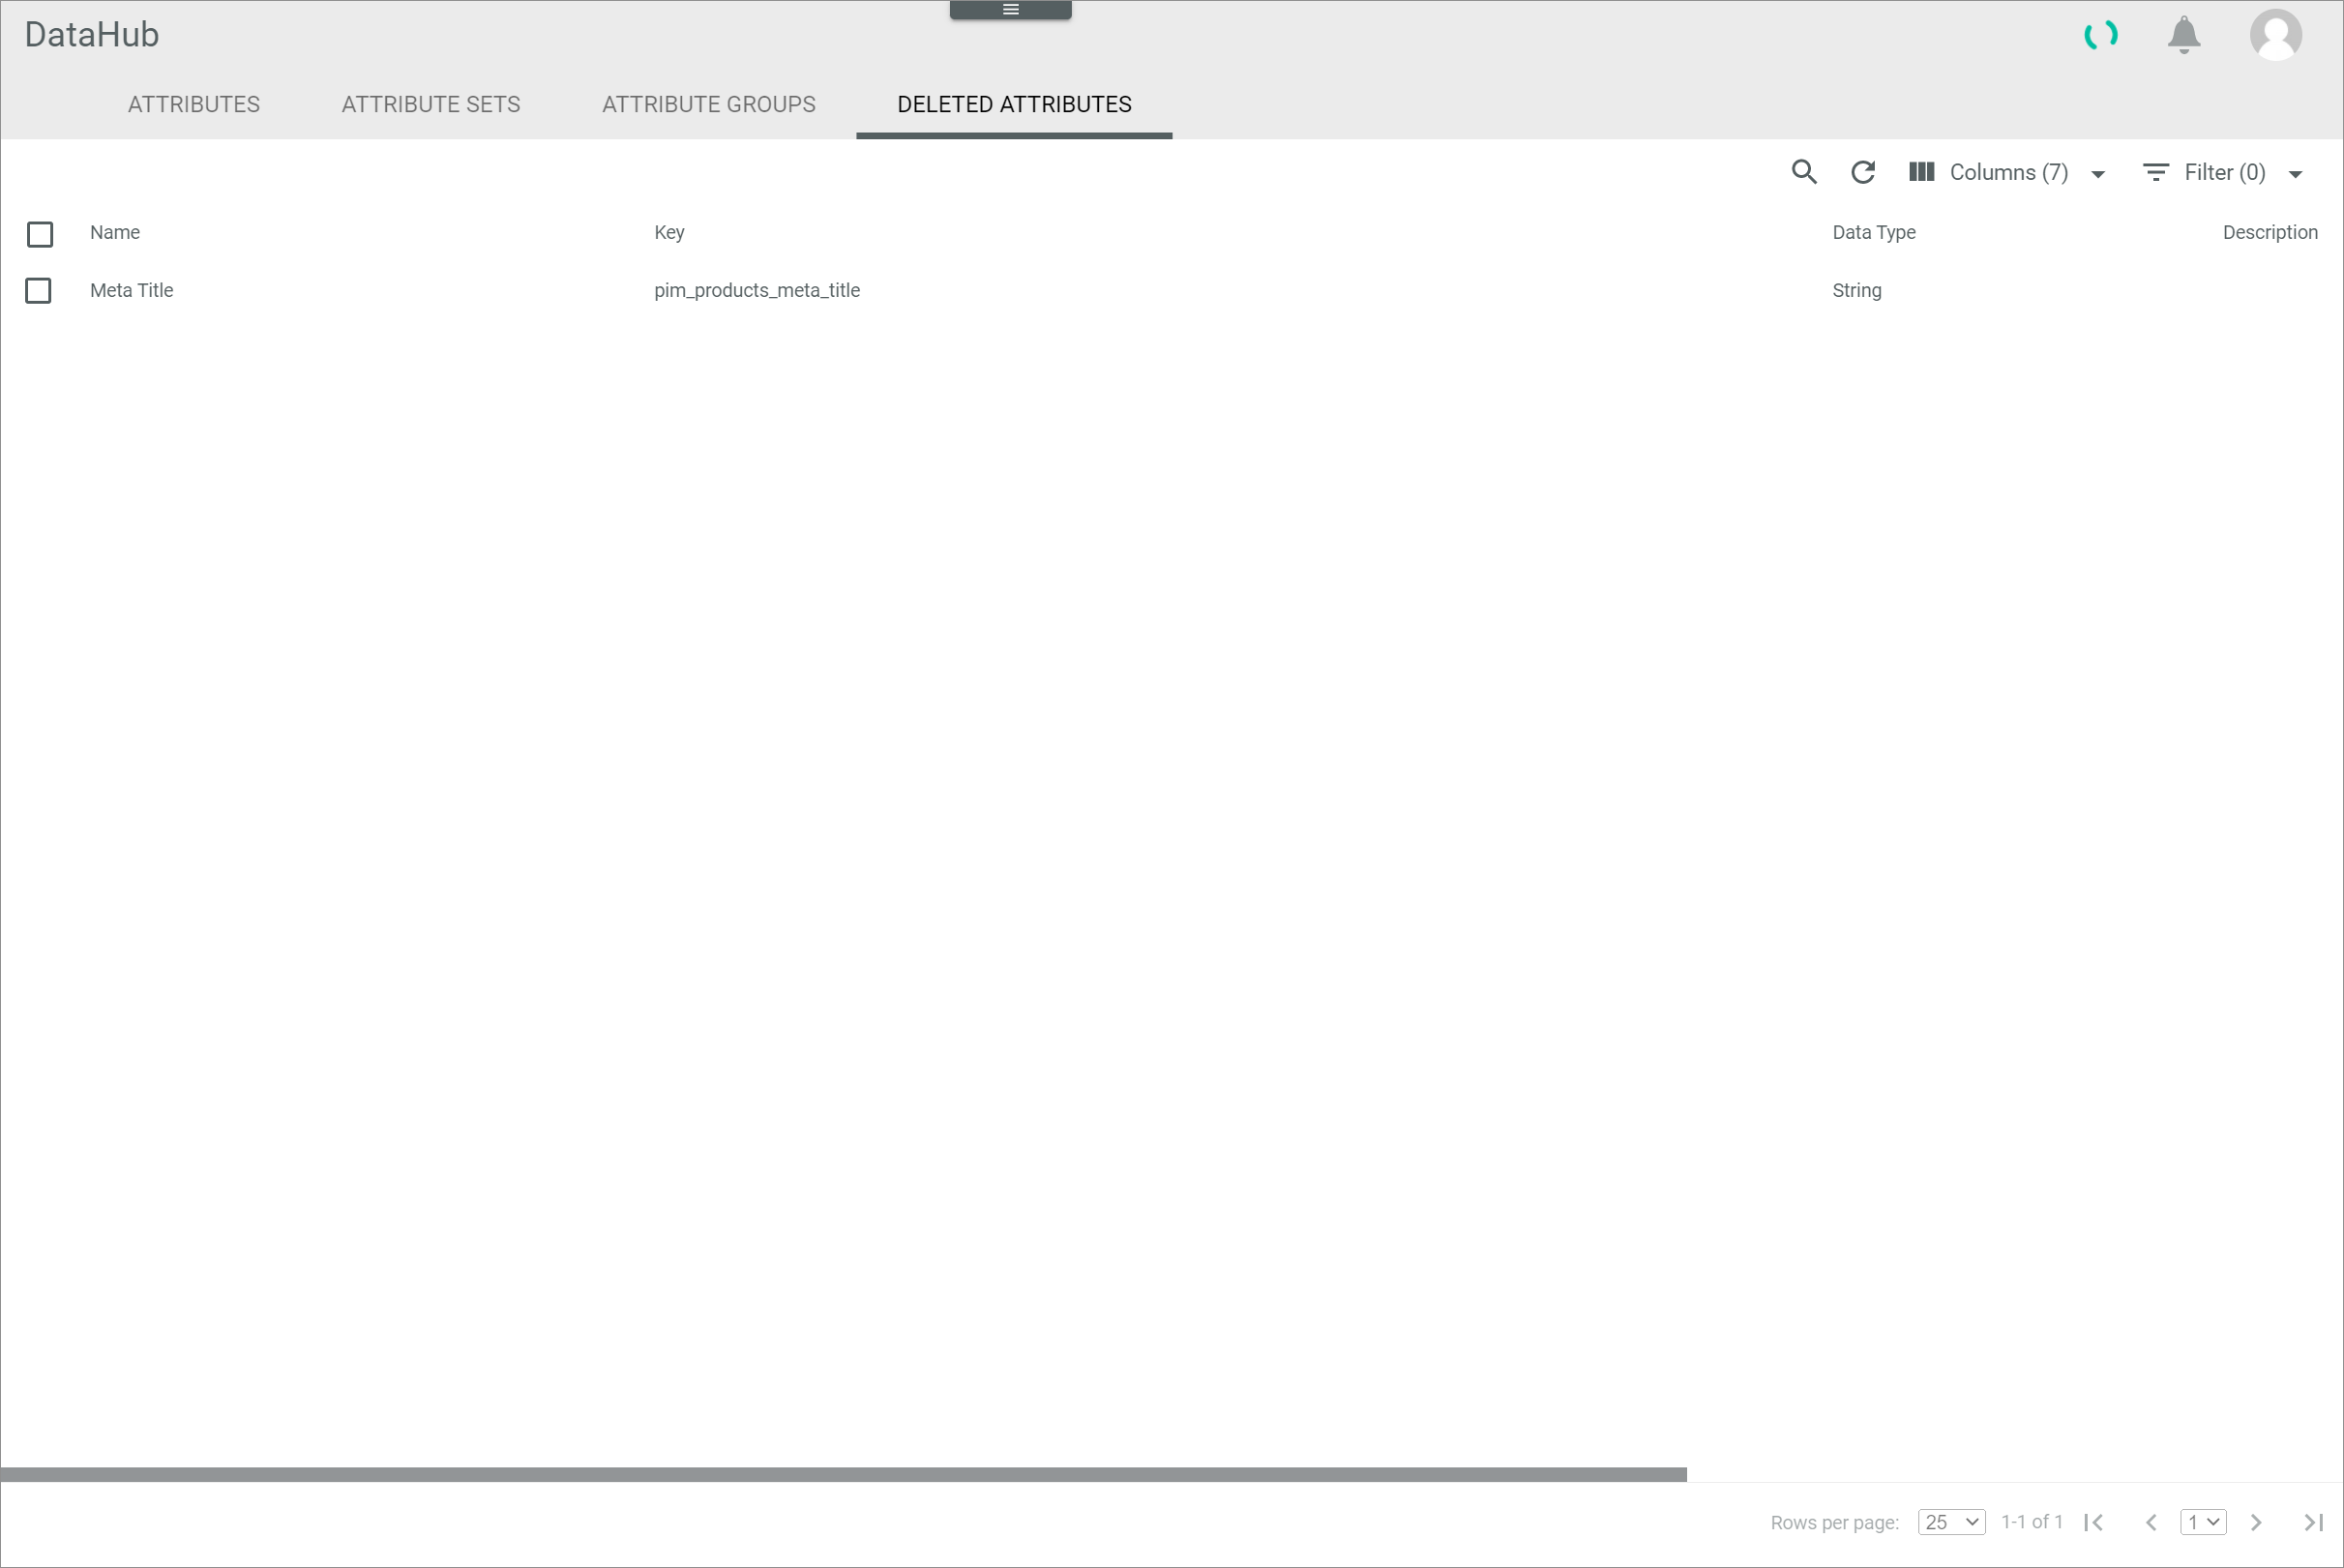 DataHub
ATTRIBUTES ATTRIBUTE SETS ATTRIBUTE GROUPS DELETED ATTRIBUTES
Columns (7) Filter (0)
Name Key Data Type Description
Meta Title pim_products_meta_title String
Rows per page: 25 1-1 of 1 1